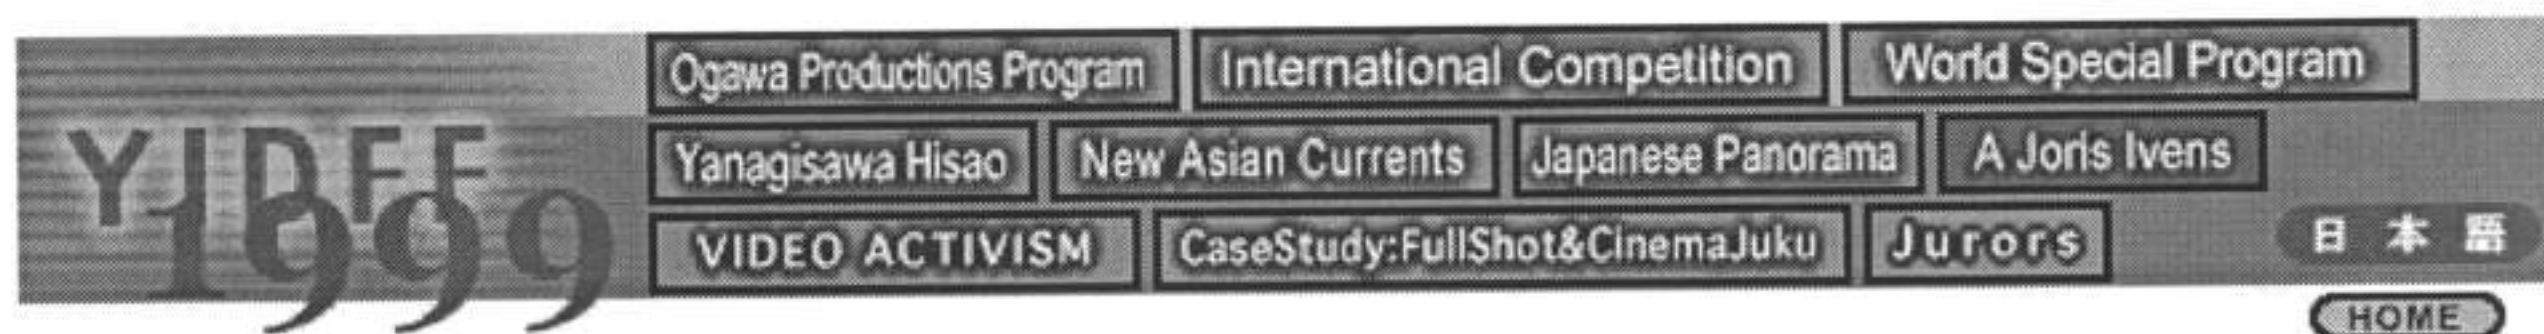 YIDFF
1999
Ogawa Productions Program International Competition World Special Program
Yanagisawa Hisao New Asian Currents Japanese Panorama A Joris Ivens
VIDEO ACTIVISM CaseStudy:FullShot&CinemaJuku Jurors
日本語
HOME